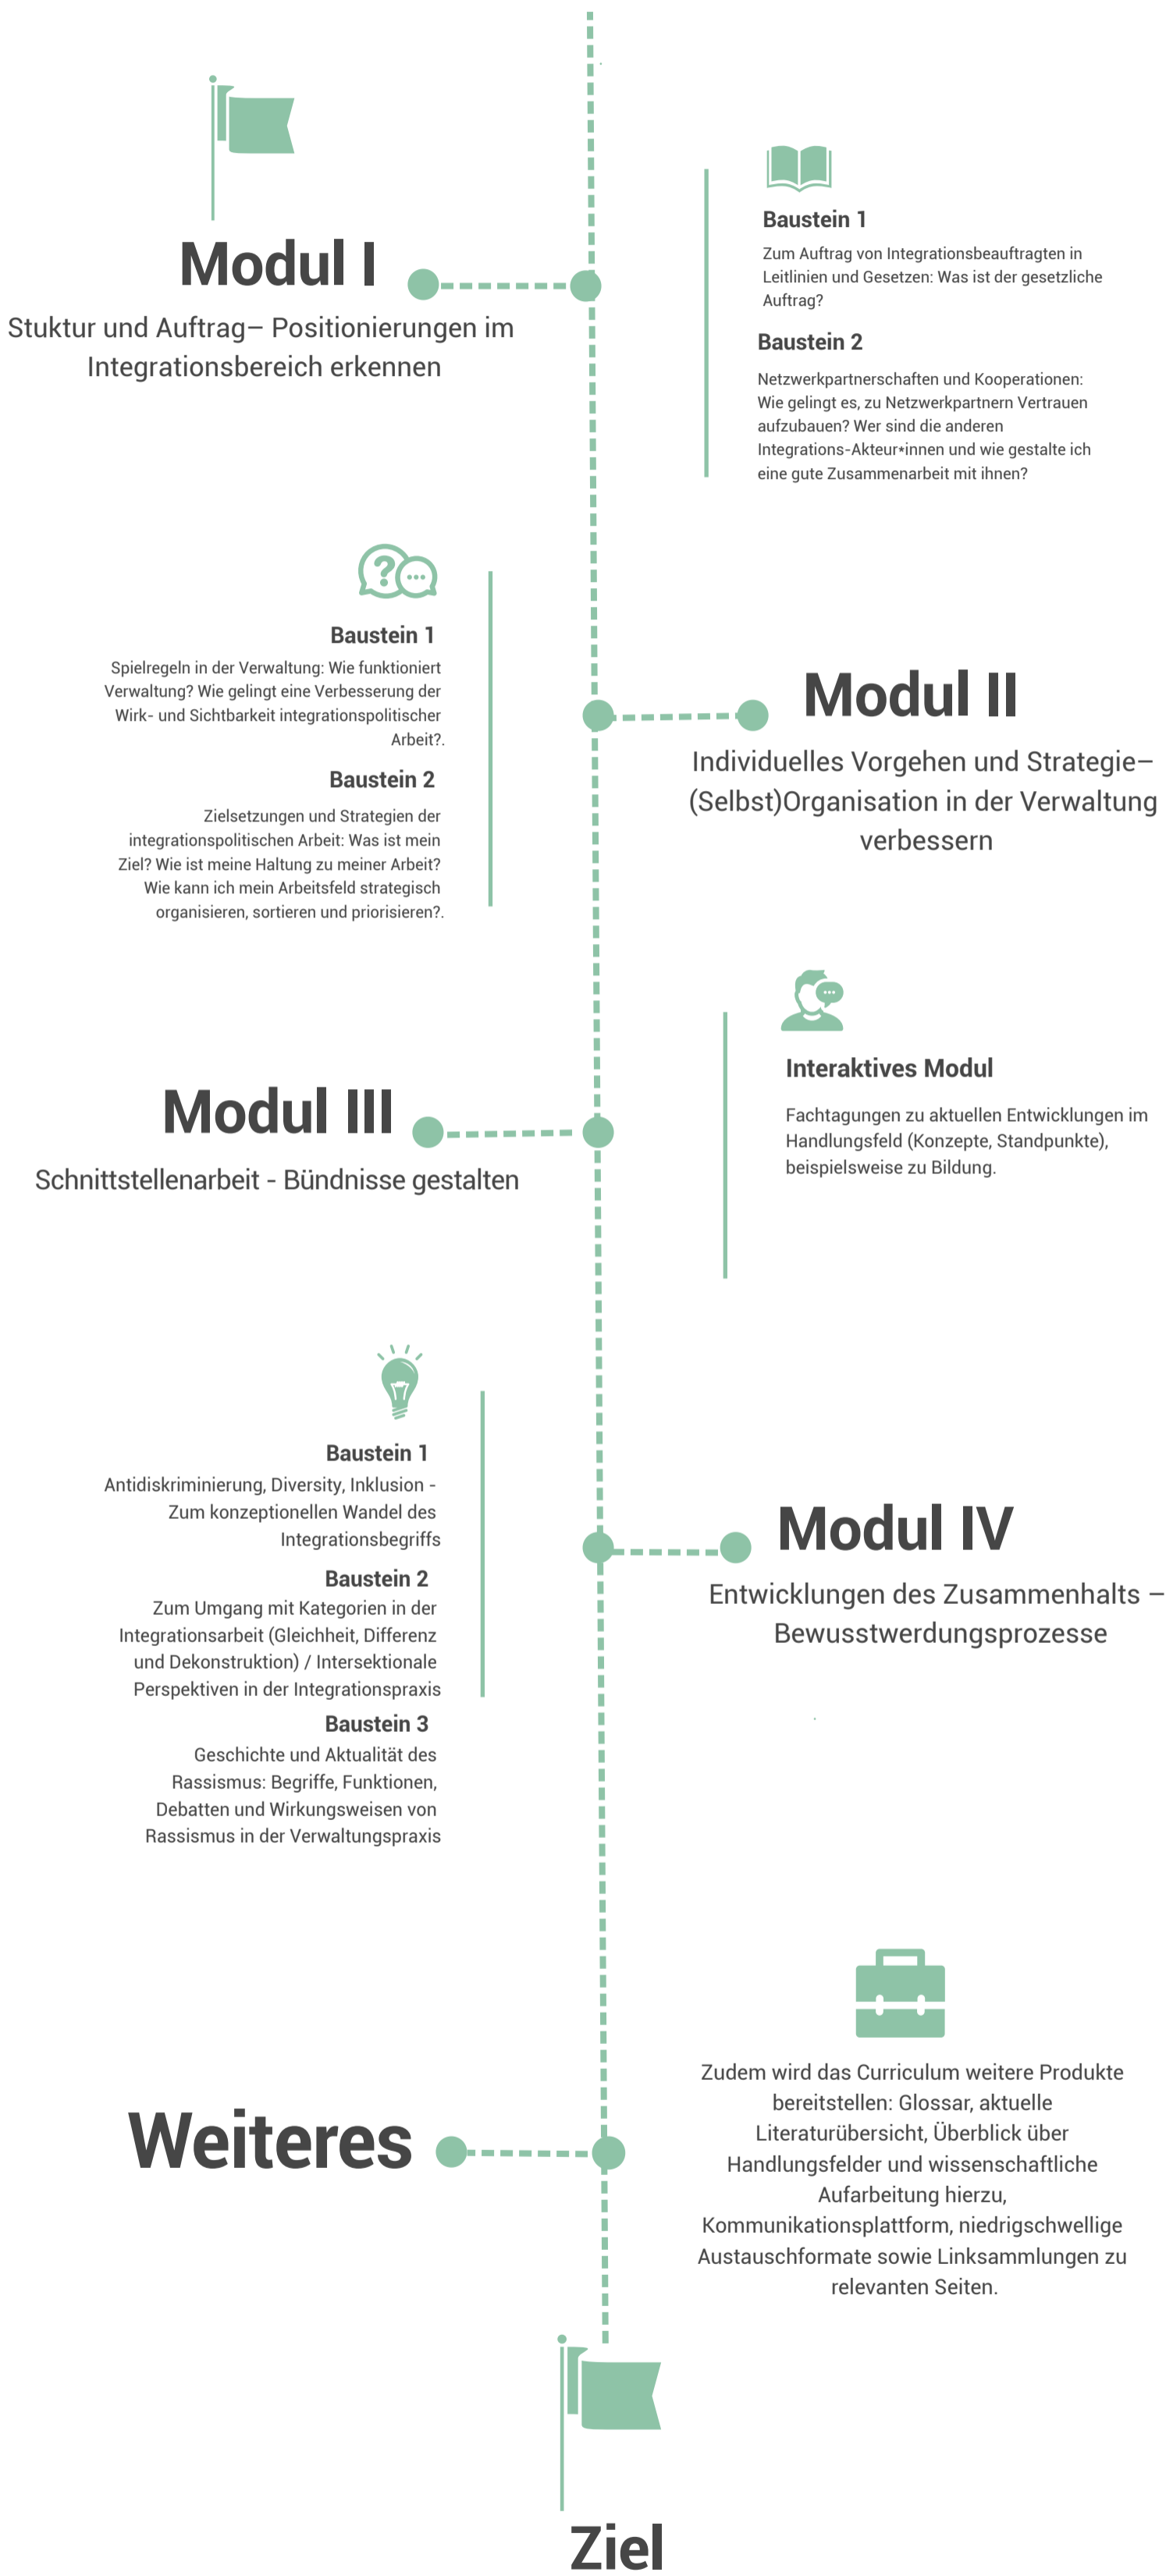 Modul I
Stuktur und Auftrag– Positionierungen im
Integrationsbereich erkennen
Baustein 1
Zum Auftrag von Integrationsbeauftragten in
Leitlinien und Gesetzen: Was ist der gesetzliche
Auftrag?
Baustein 2
Netzwerkpartnerschaften und Kooperationen:
Wie gelingt es, zu Netzwerkpartnern Vertrauen
aufzubauen? Wer sind die anderen
Integrations-Akteur*innen und wie gestalte ich
eine gute Zusammenarbeit mit ihnen?
Modul II
Individuelles Vorgehen und Strategie–
(Selbst)Organisation in der Verwaltung
verbessern
?
Baustein 1
Spielregeln in der Verwaltung: Wie funktioniert
Verwaltung? Wie gelingt eine Verbesserung der
Wirk- und Sichtbarkeit integrationspolitischer
Arbeit?.
Baustein 2
Zielsetzungen und Strategien der
integrationspolitischen Arbeit: Was ist mein
Ziel? Wie ist meine Haltung zu meiner Arbeit?
Wie kann ich mein Arbeitsfeld strategisch
organisieren, sortieren und priorisieren?.
Modul III
Schnittstellenarbeit - Bündnisse gestalten
Interaktives Modul
Fachtagungen zu aktuellen Entwicklungen im
Handlungsfeld (Konzepte, Standpunkte),
beispielsweise zu Bildung.
Modul IV
Entwicklungen des Zusammenhalts –
Bewusstwerdungsprozesse
Baustein 1
Antidiskriminierung, Diversity, Inklusion -
Zum konzeptionellen Wandel des
Integrationsbegriffs
Baustein 2
Zum Umgang mit Kategorien in der
Integrationsarbeit (Gleichheit, Differenz
und Dekonstruktion) / Intersektionale
Perspektiven in der Integrationspraxis
Baustein 3
Geschichte und Aktualität des
Rassismus: Begriffe, Funktionen,
Debatten und Wirkungsweisen von
Rassismus in der Verwaltungspraxis
Weiteres
Zudem wird das Curriculum weitere Produkte
bereitstellen: Glossar, aktuelle
Literaturübersicht, Überblick über
Handlungsfelder und wissenschaftliche
Aufarbeitung hierzu,
Kommunikationsplattform, niedrigschwellige
Austauschformate sowie Linksammlungen zu
relevanten Seiten.
Ziel